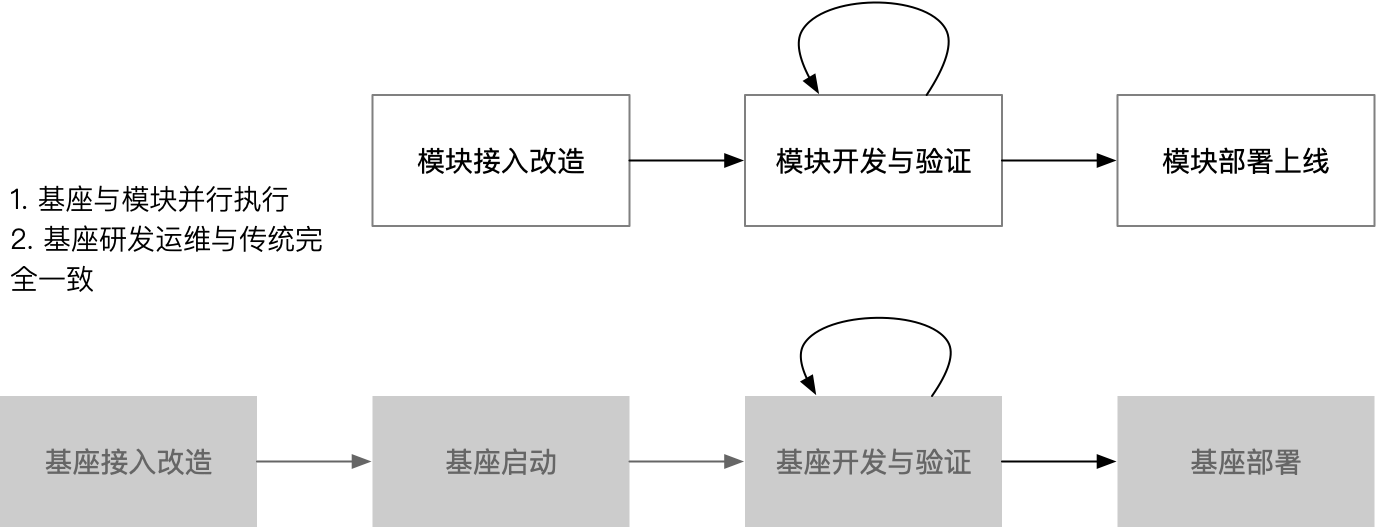 模块接入改造
模块开发与验证
模块部署上线
1. 基座与模块并行执行
2. 基座研发运维与传统完
全一致
基座接入改造
基座启动
基座开发与验证
基座部署